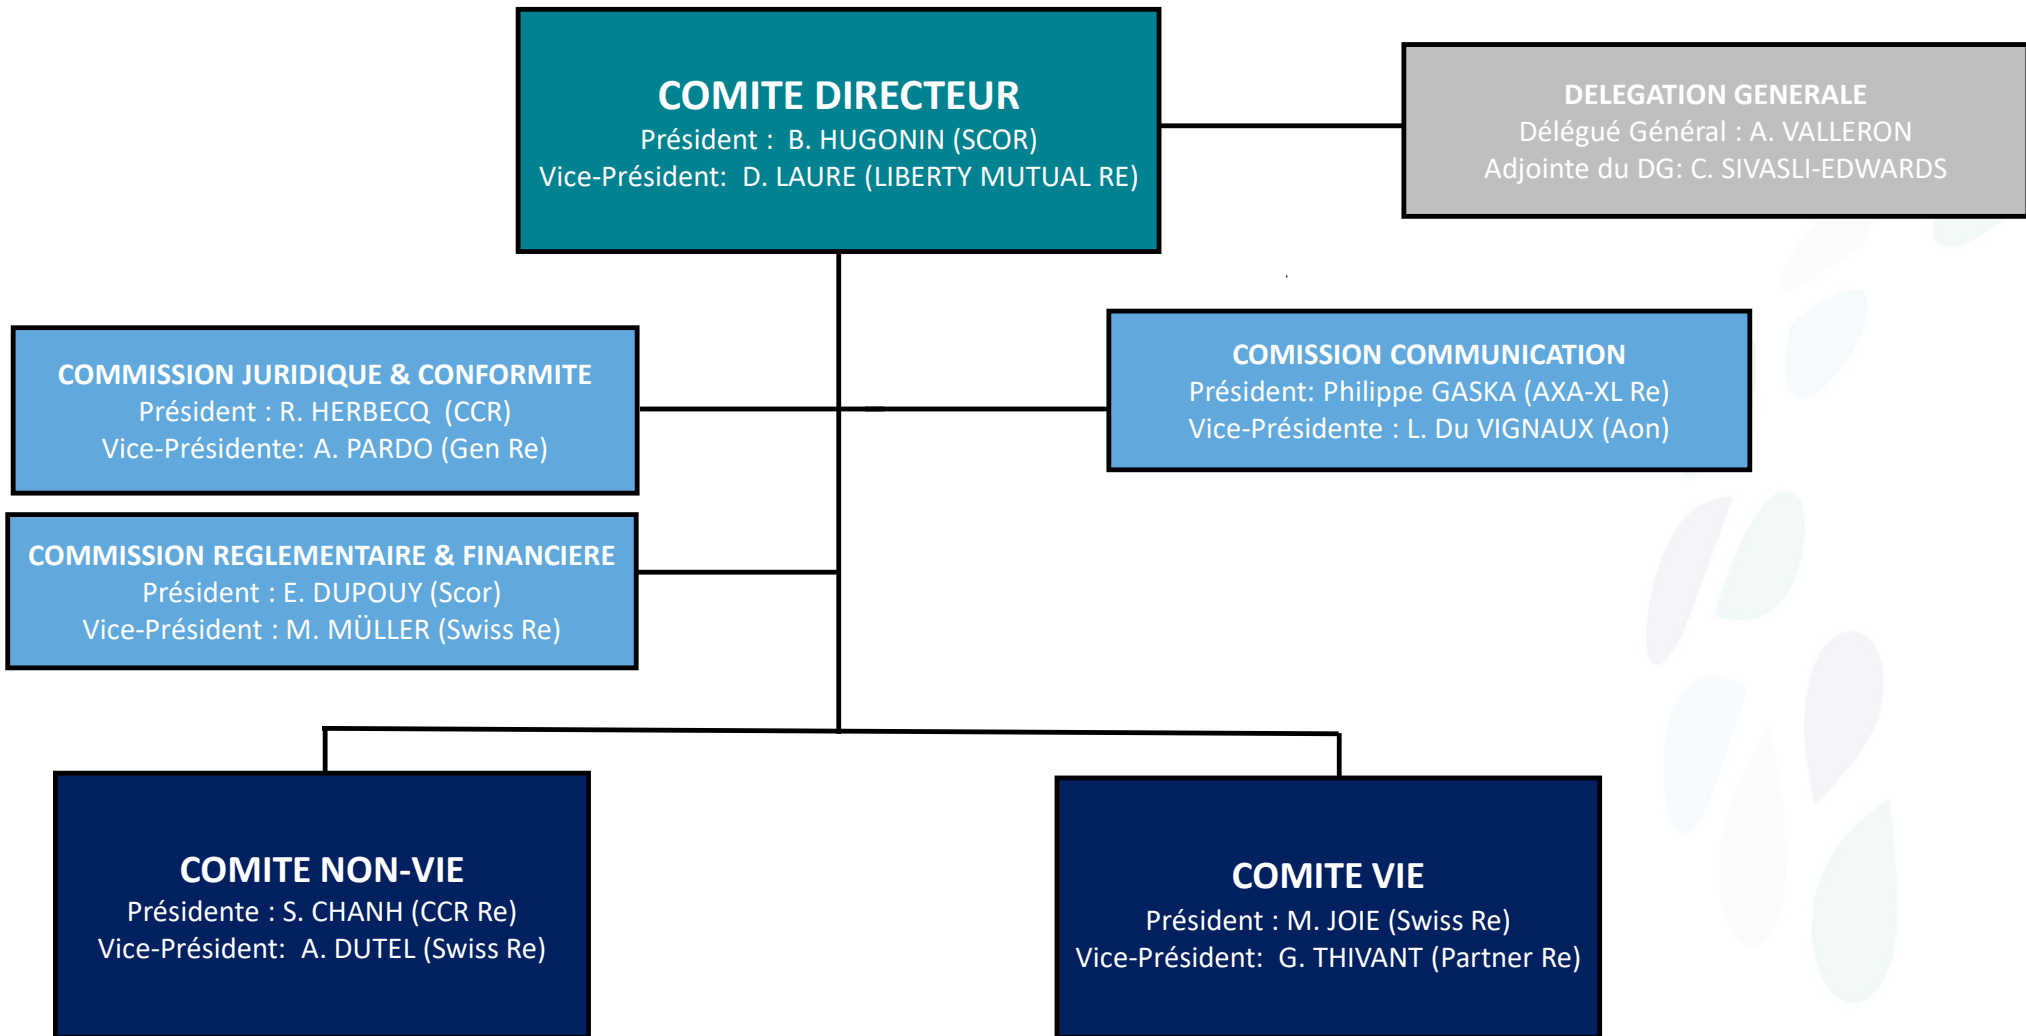 COMITE DIRECTEUR
Président : B. HUGONIN (SCOR)
Vice-Président: D. LAURE (LIBERTY MUTUAL RE)
DELEGATION GENERALE
Délégué Général : A. VALLERON
Adjointe du DG: C. SIVASLI-EDWARDS
COMMISSION JURIDIQUE & CONFORMITE
Président : R. HERBECQ (CCR)
Vice-Présidente: A. PARDO (Gen Re)
COMISSION COMMUNICATION
Président: Philippe GASKA (AXA-XL Re)
Vice-Présidente : L. Du VIGNAUX (Aon)
COMMISSION REGLEMENTAIRE & FINANCIERE
Président : E. DUPOUY (Scor)
Vice-Président : M. MÜLLER (Swiss Re)
COMITE NON-VIE
Présidente : S. CHANH (CCR Re)
Vice-Président: A. DUTEL (Swiss Re)
COMITE VIE
Président : M. JOIE (Swiss Re)
Vice-Président: G. THIVANT (Partner Re)